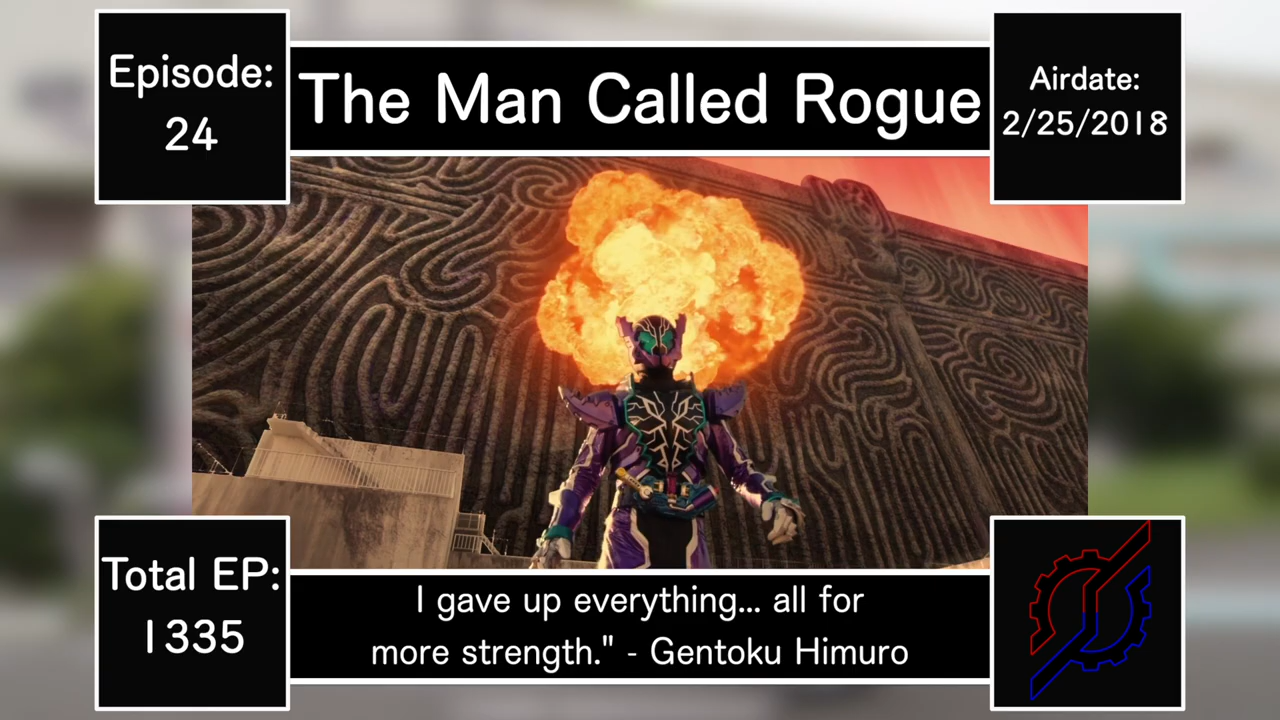 Episode:
24
The Man Called Rogue
Airdate:
2/25/2018
Total EP:
1335
I gave up everything... all for
more strength." - Gentoku Himuro